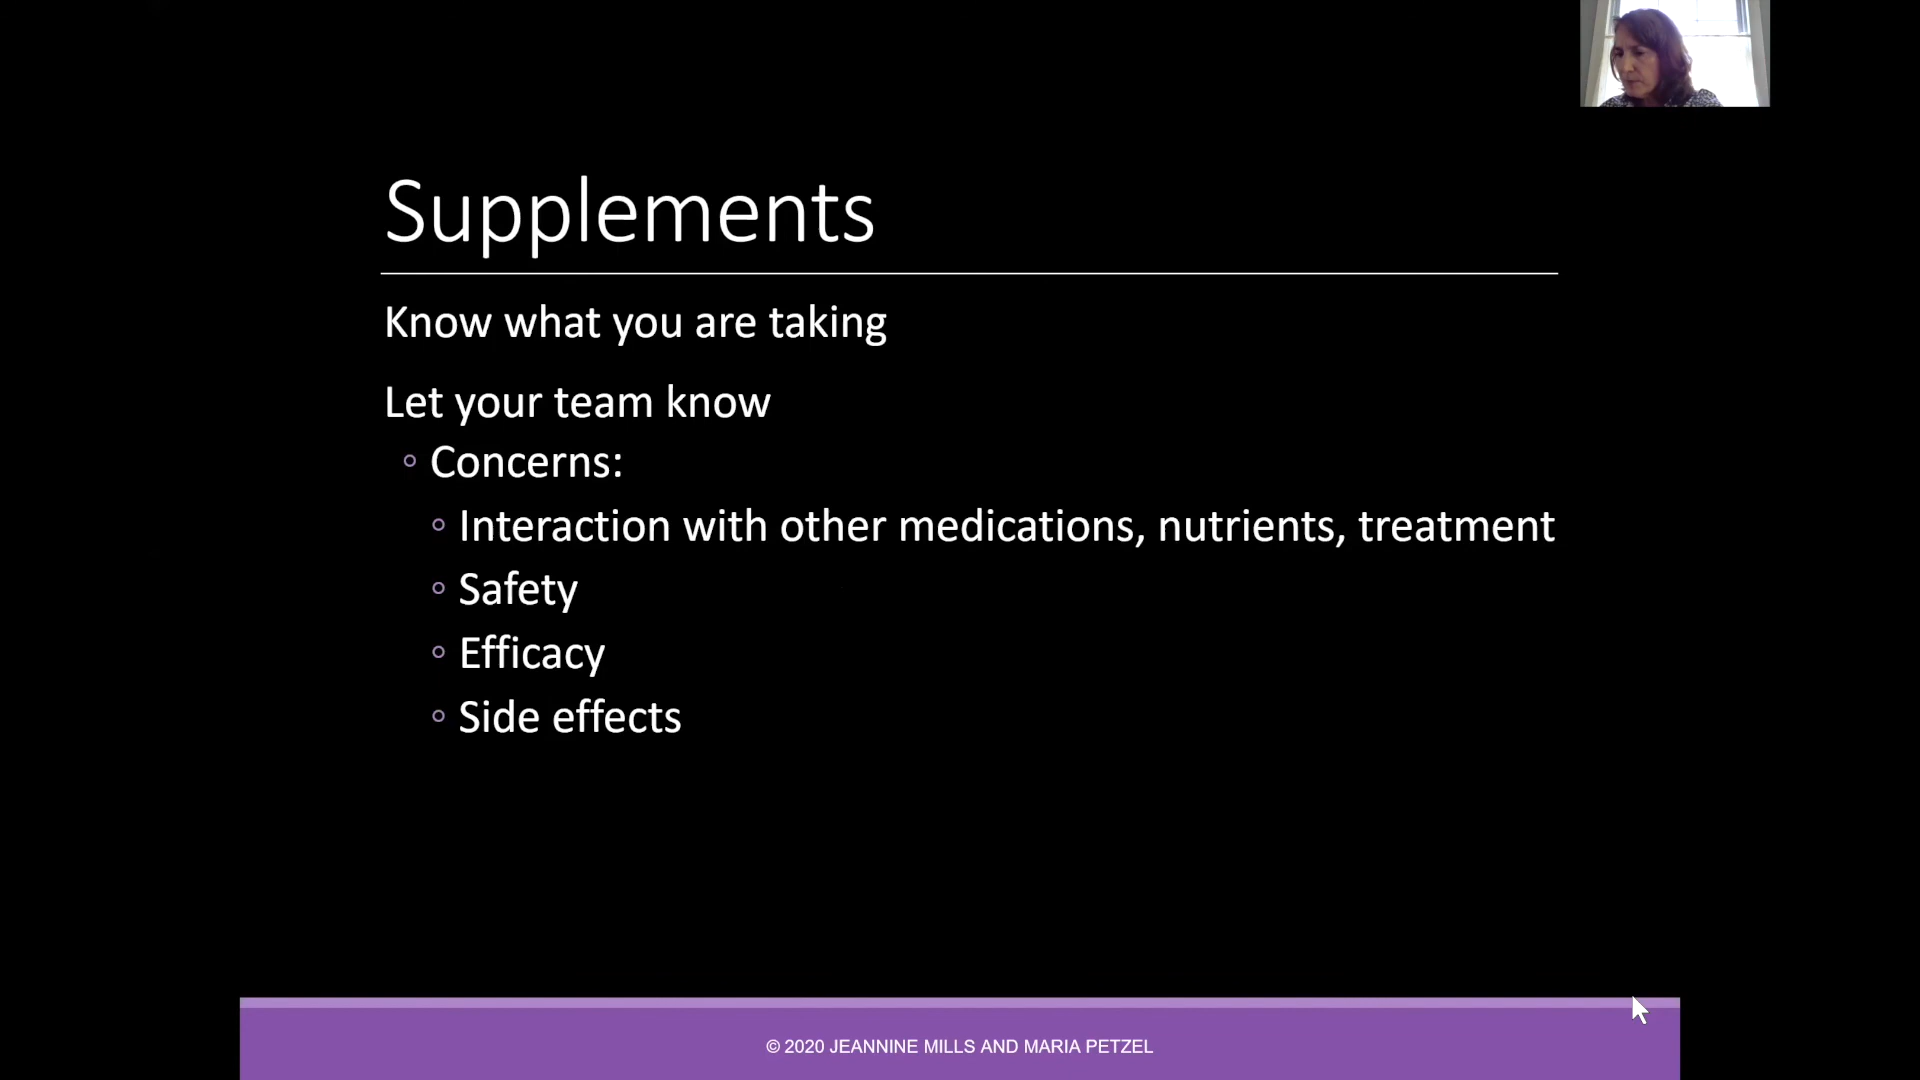 Supplements
Know what you are taking
Let your team know
Concerns:
Interaction with other medications, nutrients, treatment
Safety
Efficacy
Side effects
© 2020 JEANNINE MILLS AND MARIA PETZEL